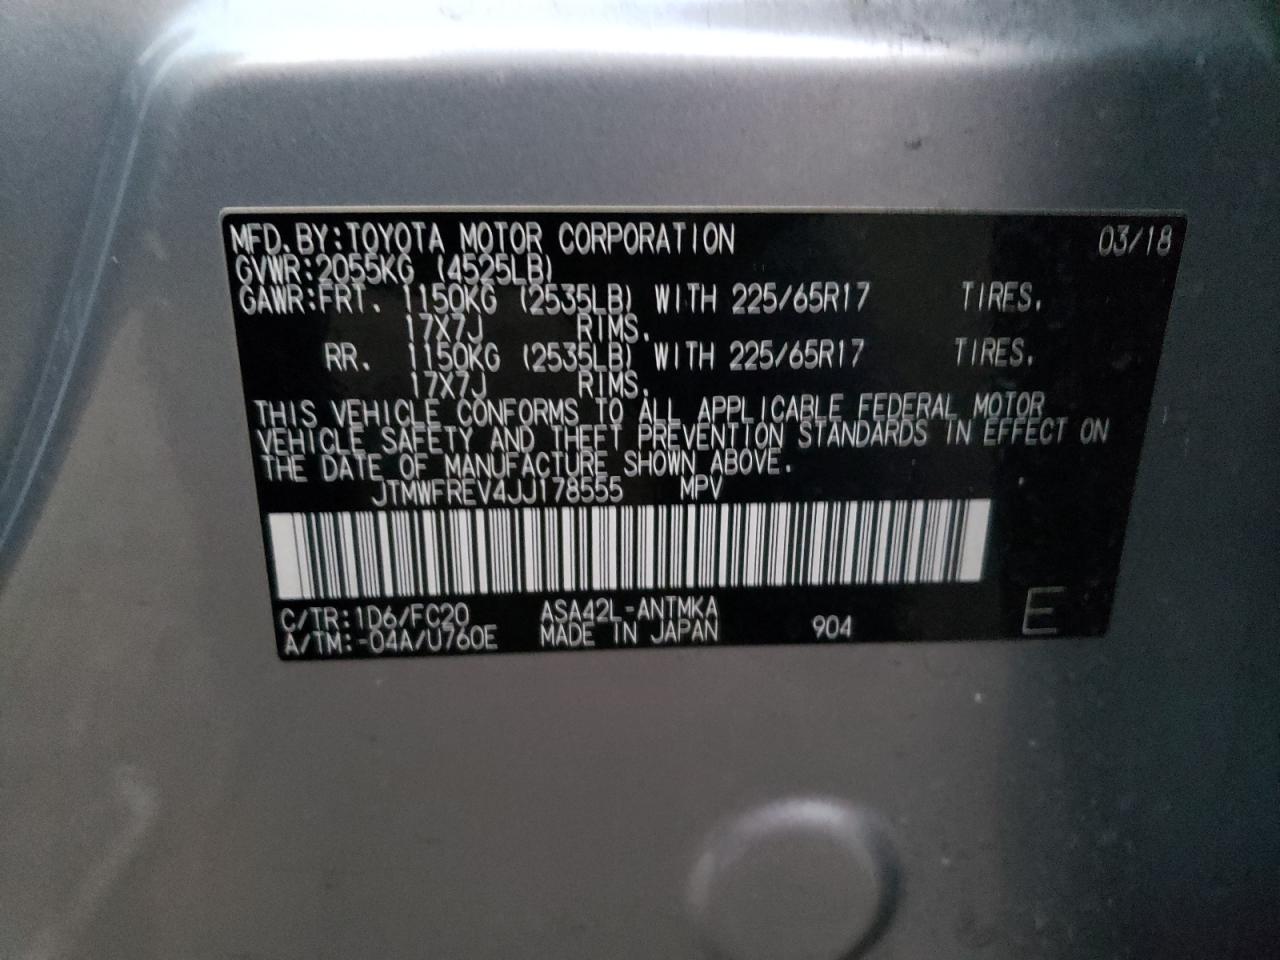 MFD.BY:TOYOTA MOTOR CORPORATION 03/18
GVWR:2055KG (4525LB)
GAWR:FRT. 1150KG (2535LB) WITH 225/65R17 TIRES.
17X7J RIMS.
RR. 1150KG (2535LB) WITH 225/65R17 TIRES.
17X7J RIMS.
THIS VEHICLE CONFORMS TO ALL APPLICABLE FEDERAL MOTOR
VEHICLE SAFETY AND THEFT PREVENTION STANDARDS IN EFFECT ON
THE DATE OF MANUFACTURE SHOWN ABOVE.
JTMWFREV4JJ178555 MPV
C/TR:1D6/FC20 ASA42L-ANTMKA
A/TM:-04A/U760E MADE IN JAPAN 904 E